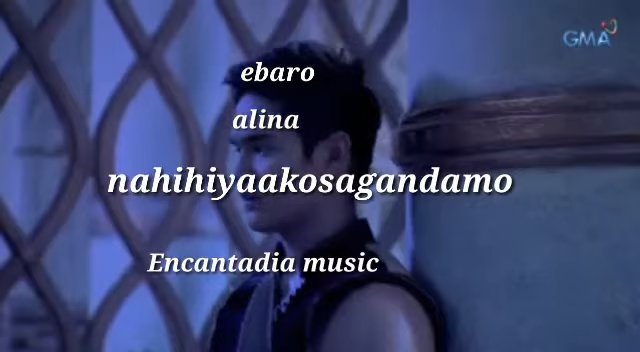 GMA
ebaro
alina
nahihiyaakosagandamo
Encantadia music